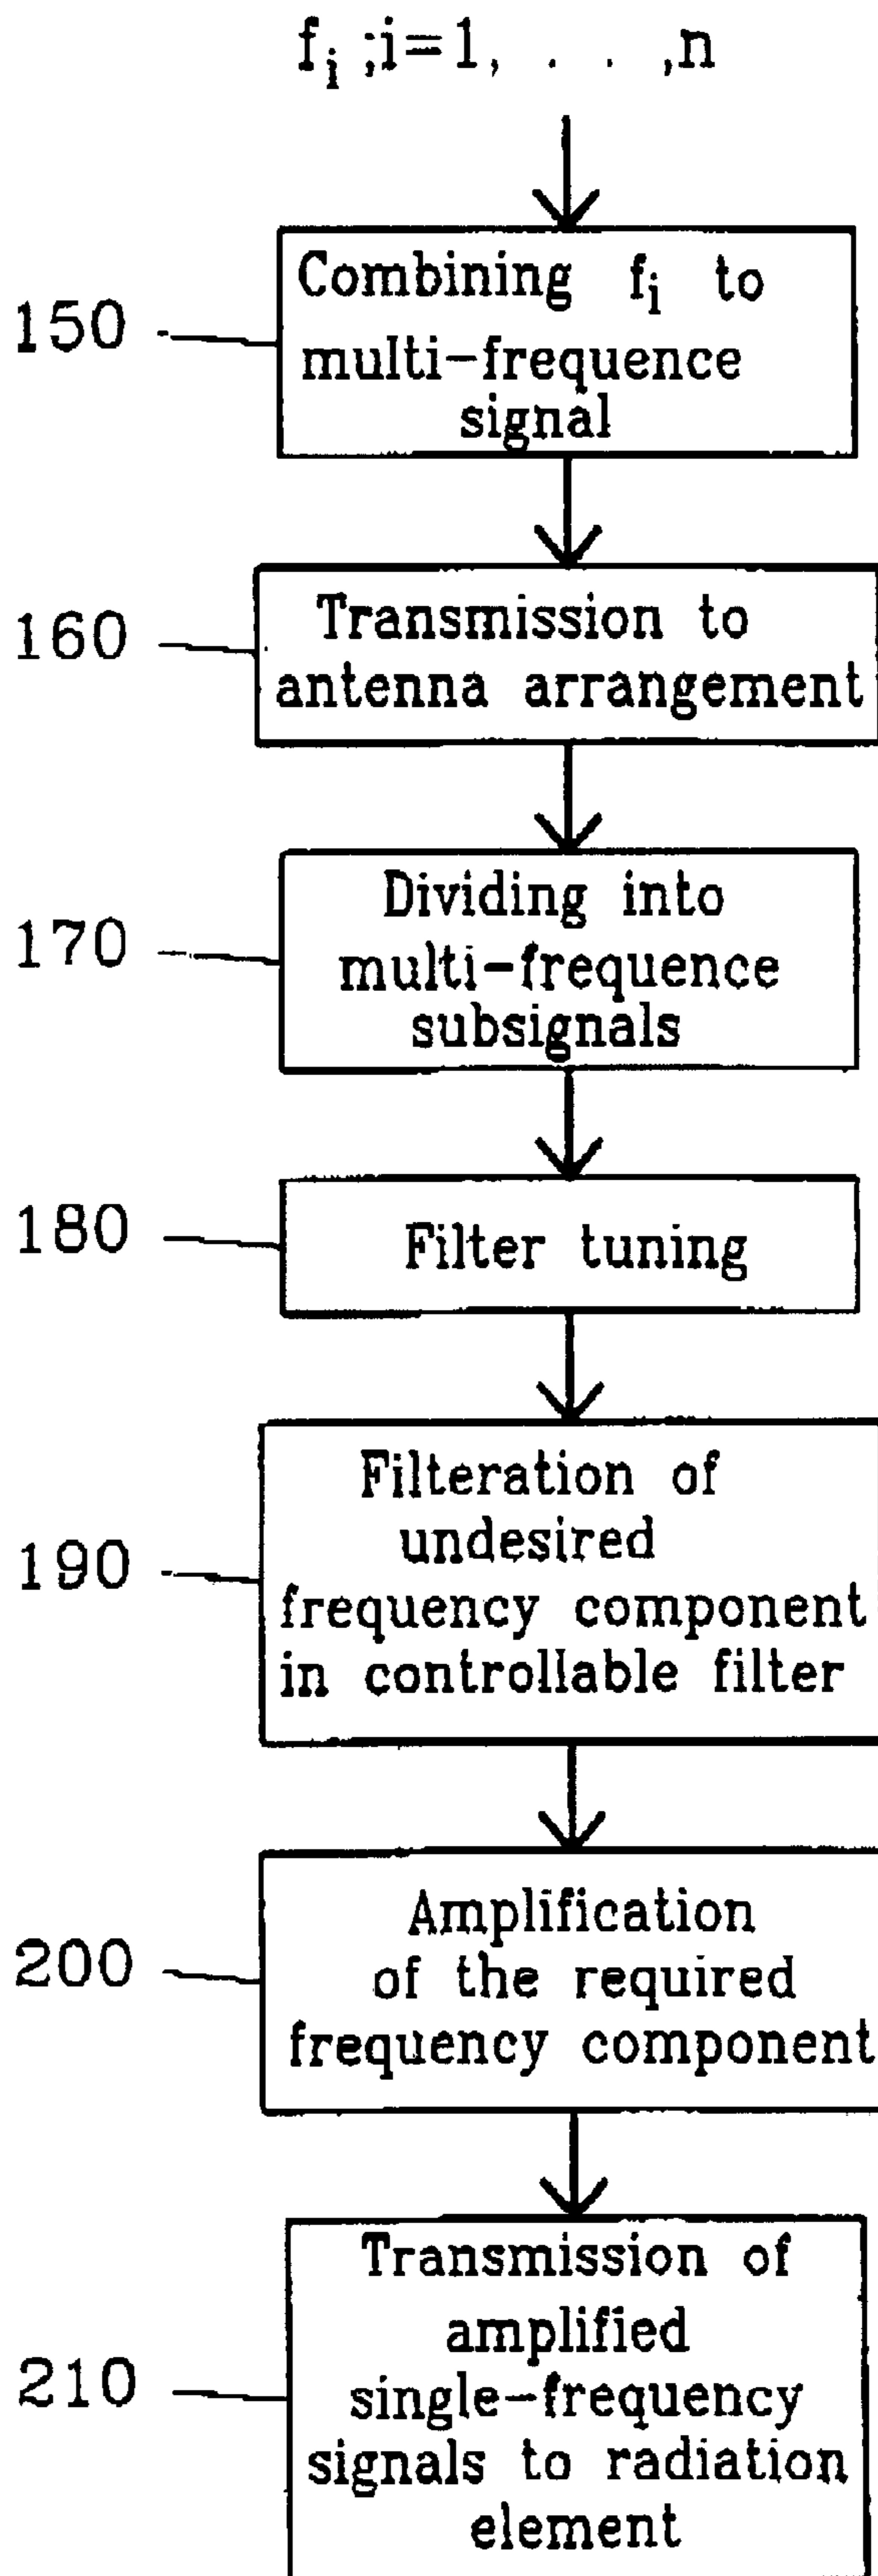 fi ;i=1, . . ,n
150
Combining fi to
multi-frequence
signal
160
Transmission to
antenna arrangement
170
Dividing into
multi-frequence
subsignals
180
Filter tuning
190
Filteration of
undesired
frequency component
in controllable filter
200
Amplification
of the required
frequency component
210
Transmission of
amplified
single-frequency
signals to radiation
element